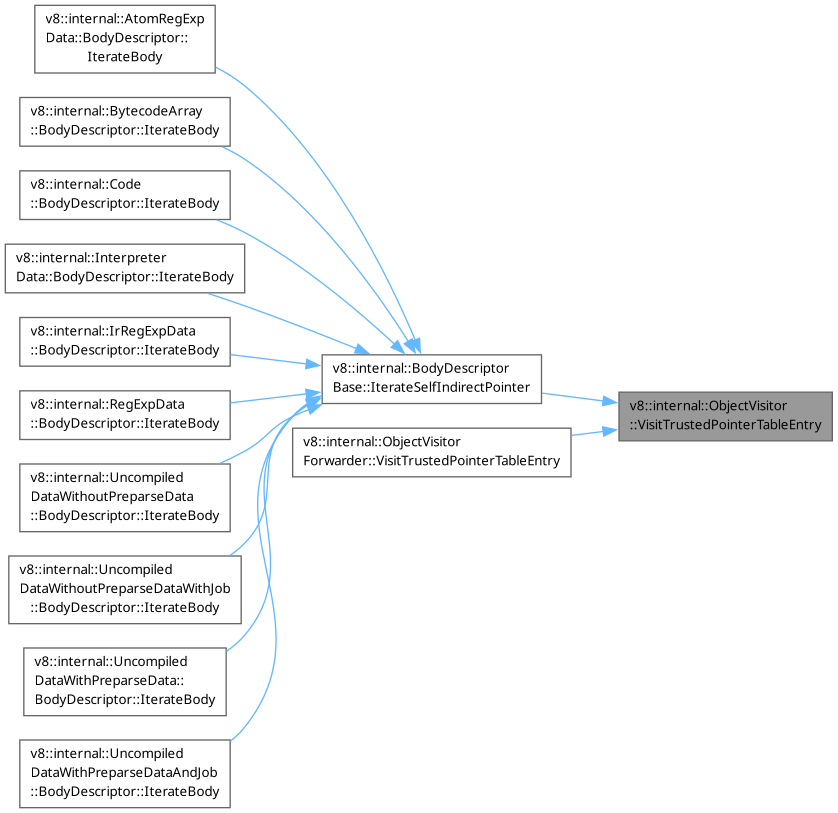 v8::internal::AtomRegExp
Data::BodyDescriptor::
IterateBody
v8::internal::BytecodeArray
::BodyDescriptor::IterateBody
v8::internal::Code
::BodyDescriptor::IterateBody
v8::internal::Interpreter
Data::BodyDescriptor::IterateBody
v8::internal::IrRegExpData
::BodyDescriptor::IterateBody
v8::internal::RegExpData
::BodyDescriptor::IterateBody
v8::internal::Uncompiled
DataWithoutPreparseData
::BodyDescriptor::IterateBody
v8::internal::Uncompiled
DataWithoutPreparseDataWithJob
::BodyDescriptor::IterateBody
v8::internal::Uncompiled
DataWithPreparseData::
BodyDescriptor::IterateBody
v8::internal::Uncompiled
DataWithPreparseDataAndJob
::BodyDescriptor::IterateBody
v8::internal::BodyDescriptor
Base::IterateSelfIndirectPointer
v8::internal::ObjectVisitor
Forwarder::VisitTrustedPointerTableEntry
v8::internal::ObjectVisitor
::VisitTrustedPointerTableEntry